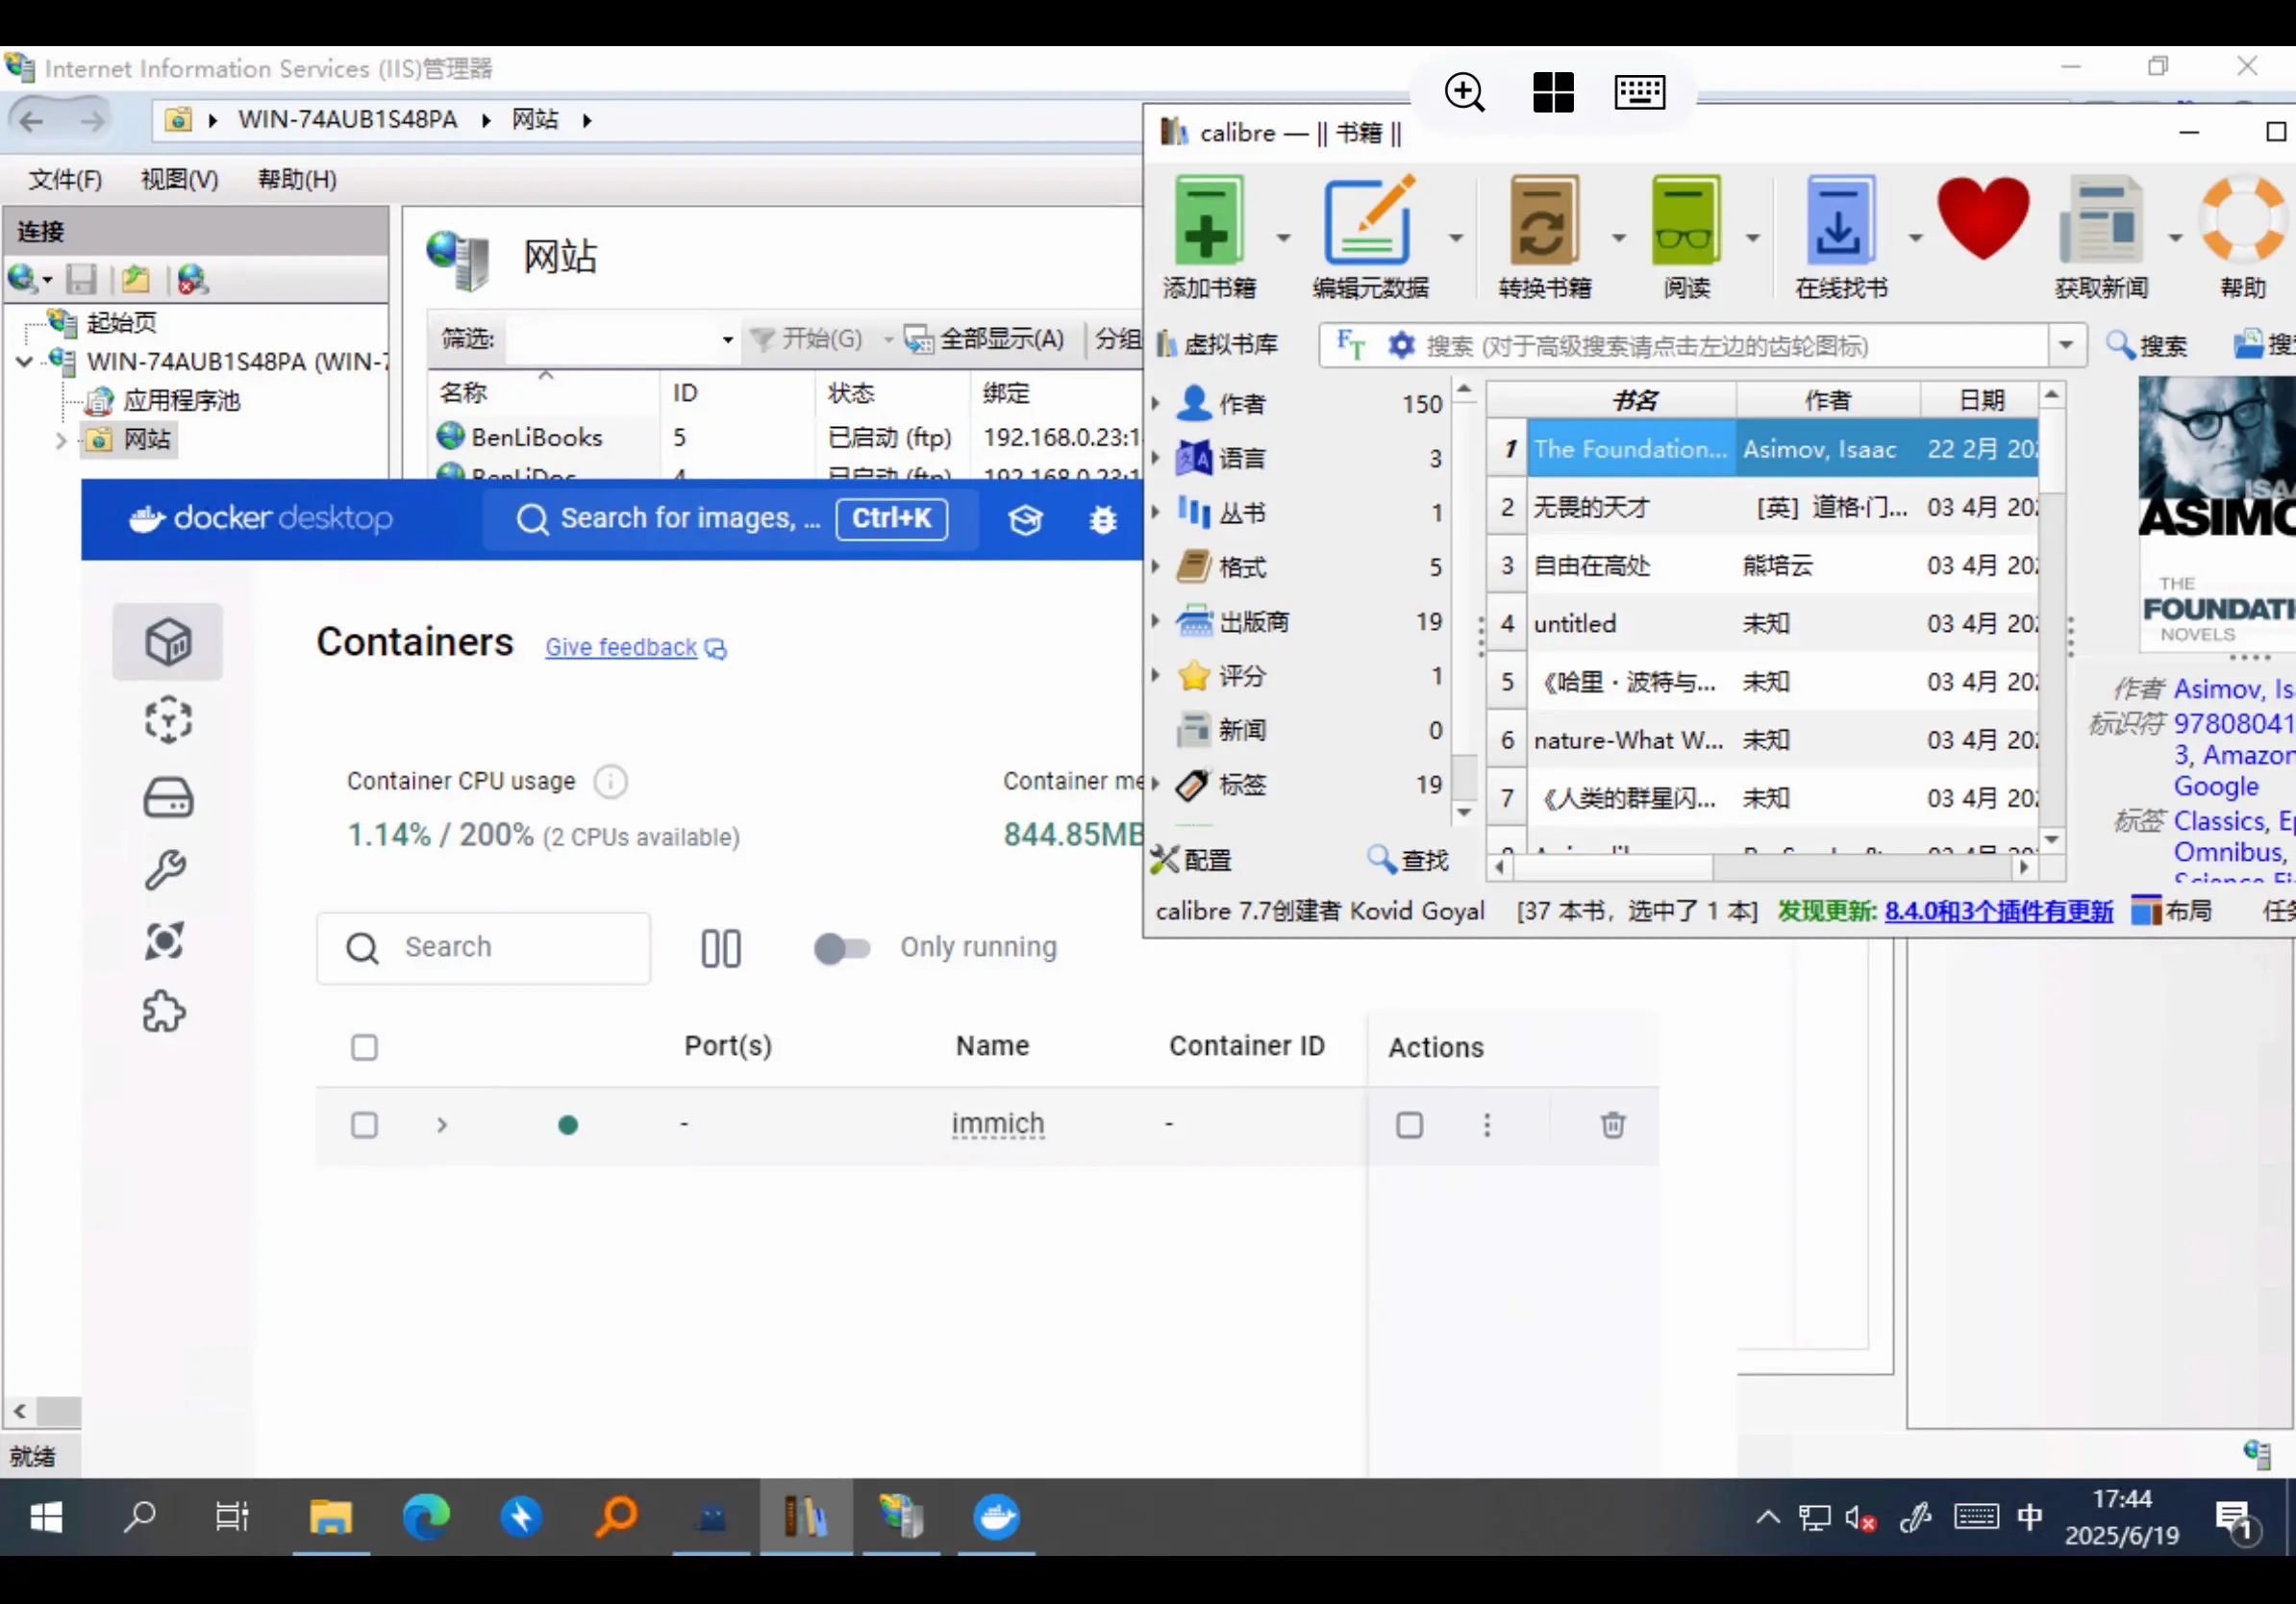 Internet Information Services (IIS)管理器
WIN-74AUB1S48PA
网站
文件(F)
视图(V)
帮助(H)
连接
起始页
WIN-74AUB1S48PA (WIN-7
应用程序池
网站
网站
筛选:
开始(G)
全部显示(A)
分组
名称
ID
状态
绑定
BenLiBooks
5
已启动 (ftp)
192.168.0.23:1
BenLiDoc
4
已启动 (ftp)
192.168.0.23:1
就绪
docker desktop
Search for images, ...
Ctrl+K
Containers
Give feedback
Container CPU usage
1.14% / 200% (2 CPUs available)
Container me
844.85MB
Search
Only running
Port(s)
Name
Container ID
Actions
-
immich
-
calibre — || 书籍 ||
添加书籍
编辑元数据
转换书籍
阅读
在线找书
获取新闻
帮助
虚拟书库
搜索 (对于高级搜索请点击左边的齿轮图标)
搜索
作者 150
语言 3
丛书 1
格式 5
出版商 19
评分 1
新闻 0
标签 19
配置
查找
书名 作者 日期
1 The Foundation... Asimov, Isaac 22 2月 20
2 无畏的天才 [英] 道格·门... 03 4月 20
3 自由在高处 熊培云 03 4月 20
4 untitled 未知 03 4月 20
5 《哈里・波特与... 未知 03 4月 20
6 nature-What W... 未知 03 4月 20
7 《人类的群星闪... 未知 03 4月 20
ISA
ASIMO
THE
FOUNDATI
NOVELS
作者 Asimov, Is
标识符 97808041
3, Amazon
Google
标签 Classics, Ep
Omnibus,
calibre 7.7创建者 Kovid Goyal
[37 本书，选中了 1 本]
发现更新: 8.4.0和3个插件有更新
布局
中
17:44
2025/6/19
1